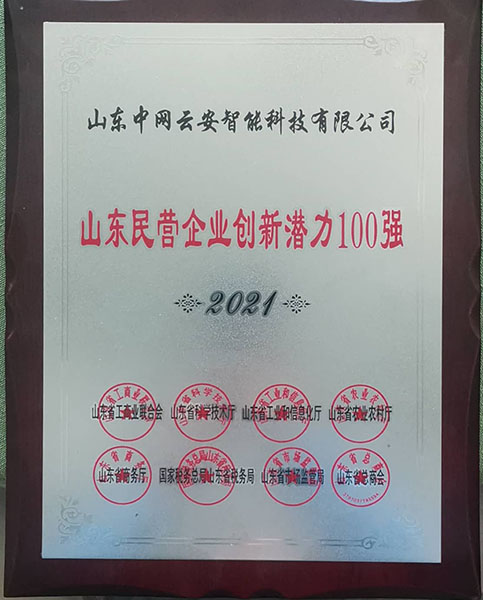 山东中网云安智能科技有限公司
山东民营企业创新潜力100强
2021
山东省工商业联合会 山东省科学技术厅 山东省工业和信息化厅 山东省农业农村厅
山东省商务厅 国家税务总局山东省税务局 山东省市场监管局 山东省总商会